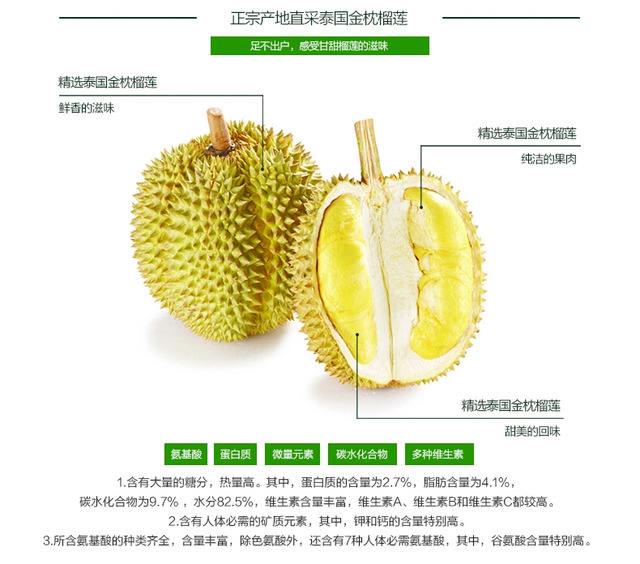 正宗产地直采泰国金枕榴莲
足不出户，感受甘甜榴莲的滋味
精选泰国金枕榴莲
鲜香的滋味
精选泰国金枕榴莲
纯洁的果肉
精选泰国金枕榴莲
甜美的回味
氨基酸 蛋白质 微量元素 碳水化合物 多种维生素
1.含有大量的糖分，热量高。其中，蛋白质的含量为2.7%，脂肪含量为4.1%，
碳水化合物为9.7% ，水分82.5%，维生素含量丰富，维生素A、维生素B和维生素C都较高。
2.含有人体必需的矿质元素，其中，钾和钙的含量特别高。
3.所含氨基酸的种类齐全，含量丰富，除色氨酸外，还含有7种人体必需氨基酸，其中，谷氨酸含量特别高。